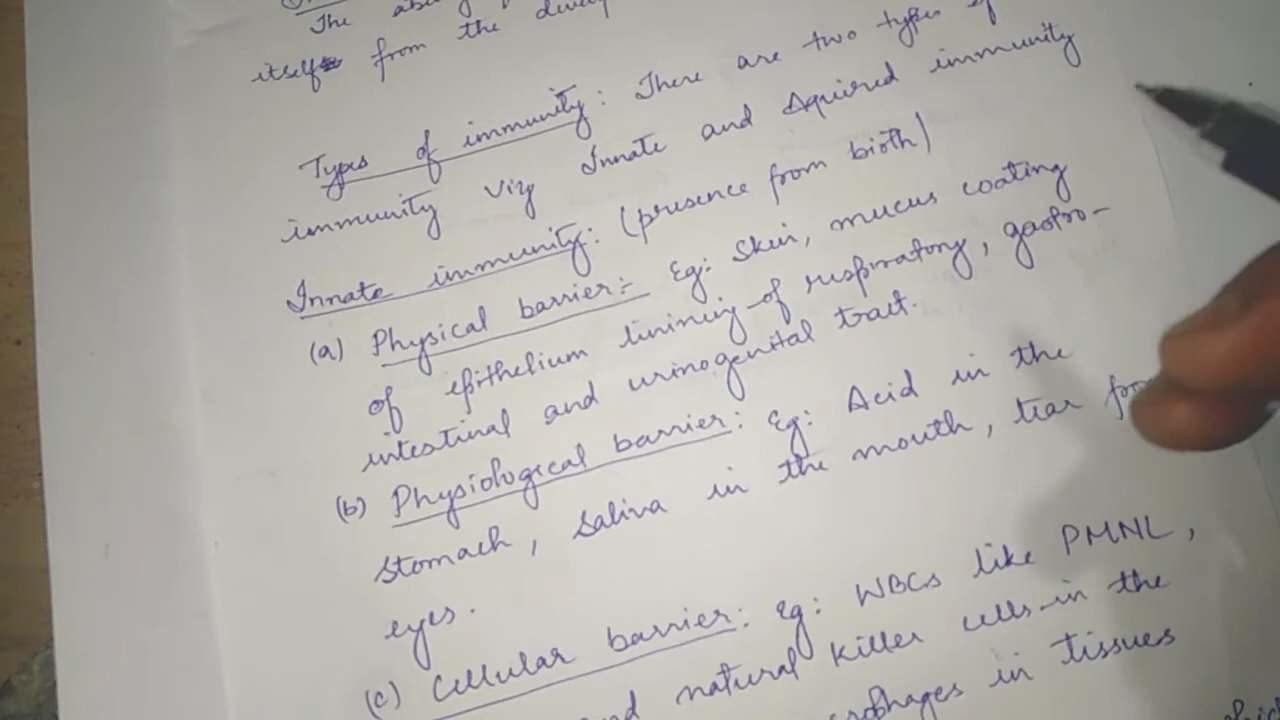 The
itself from the
Types of immunity: There are two types of
immunity viz Innate and Aquired immunity
Innate immunity: (presence from birth)
(a) Physical barrier:- Eg: Skin, mucus coating
of epithelium lininig of respiratory, gastro-
intestinal and urinogenital tract.
(b) Physiological barrier: Eg: Acid in the
stomach, saliva in the mouth, tear from
eyes.
(c) Cellular barrier: Eg: WBCs like PMNL,
natural killer cells in the
in tissues